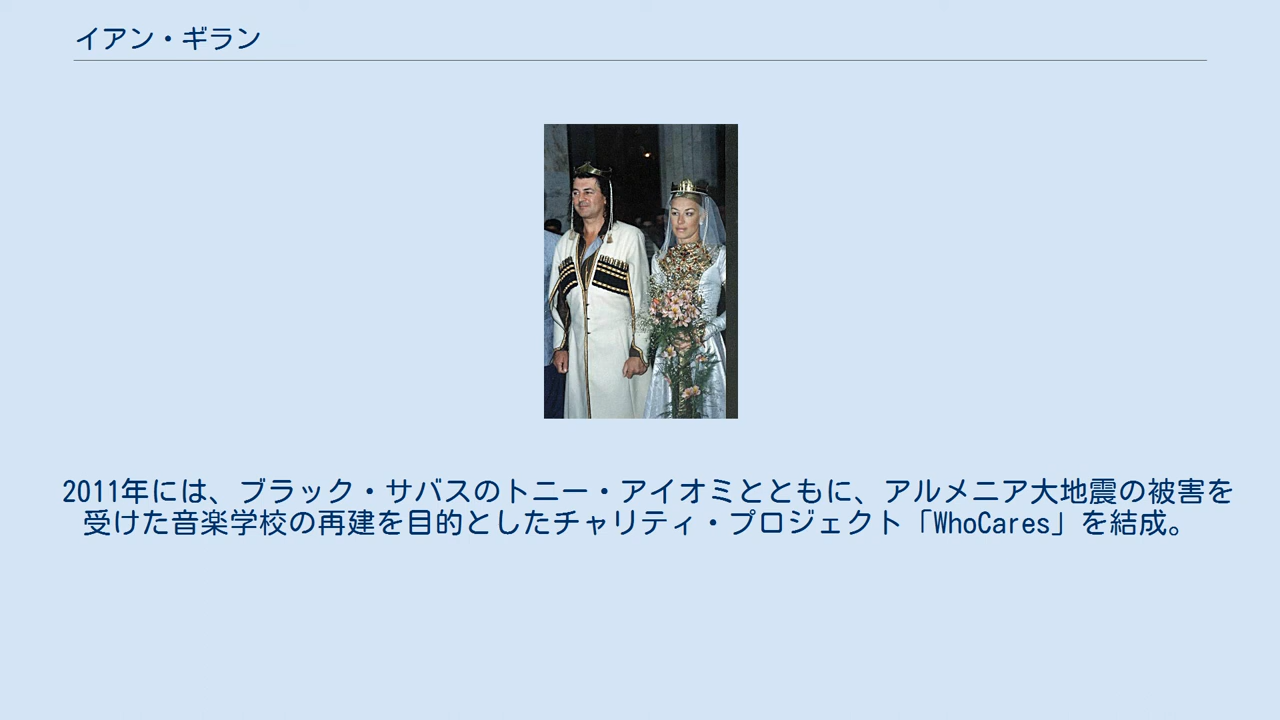 イアン・ギラン
2011年には、ブラック・サバスのトニー・アイオミとともに、アルメニア大地震の被害を
受けた音楽学校の再建を目的としたチャリティ・プロジェクト「WhoCares」を結成。